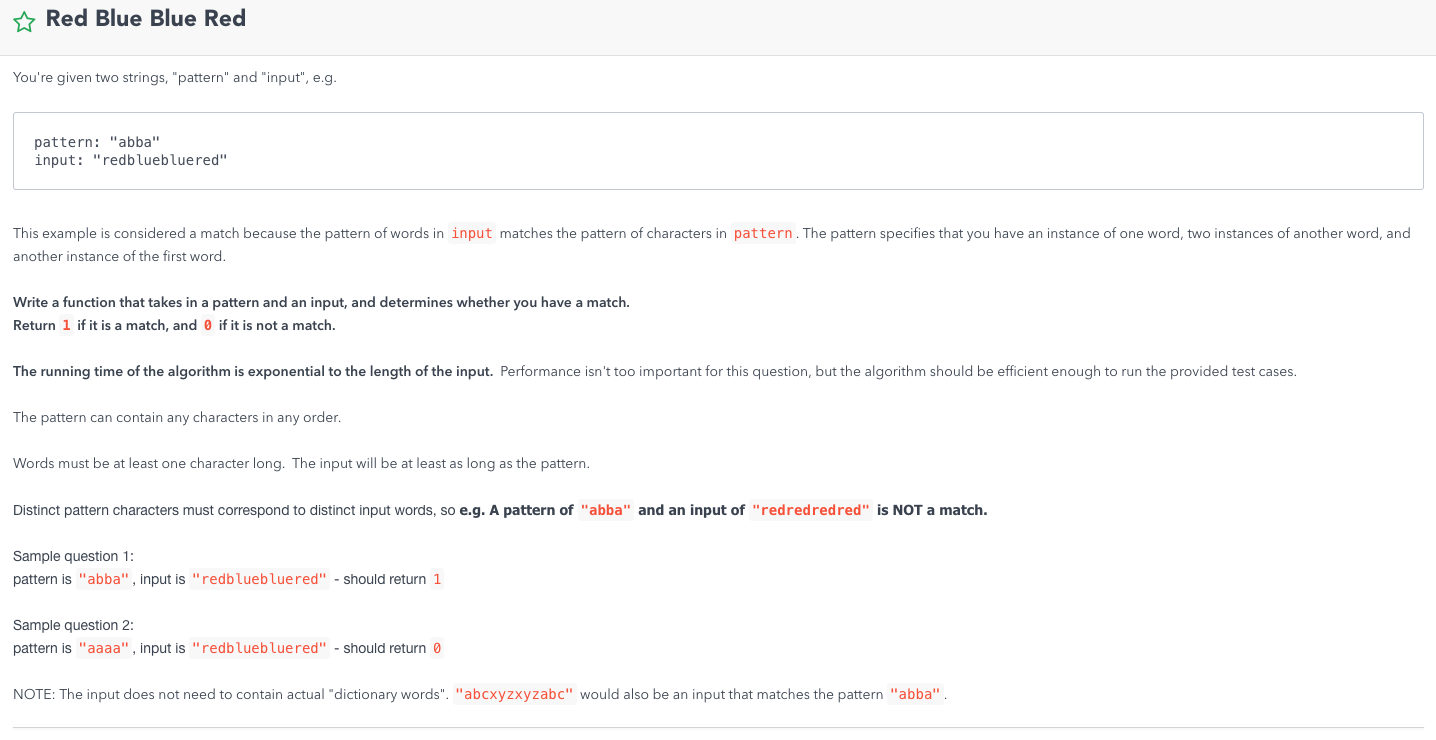 Red Blue Blue Red
You're given two strings, "pattern" and "input", e.g.
pattern: "abba"
input: "redbluebluered"
This example is considered a match because the pattern of words in input matches the pattern of characters in pattern. The pattern specifies that you have an instance of one word, two instances of another word, and
another instance of the first word.
Write a function that takes in a pattern and an input, and determines whether you have a match.
Return 1 if it is a match, and 0 if it is not a match.
The running time of the algorithm is exponential to the length of the input. Performance isn't too important for this question, but the algorithm should be efficient enough to run the provided test cases.
The pattern can contain any characters in any order.
Words must be at least one character long. The input will be at least as long as the pattern.
Distinct pattern characters must correspond to distinct input words, so e.g. A pattern of "abba" and an input of "redredredred" is NOT a match.
Sample question 1:
pattern is "abba", input is "redbluebluered" - should return 1
Sample question 2:
pattern is "aaaa", input is "redbluebluered" - should return 0
NOTE: The input does not need to contain actual "dictionary words". "abcxyzxyzabc" would also be an input that matches the pattern "abba".